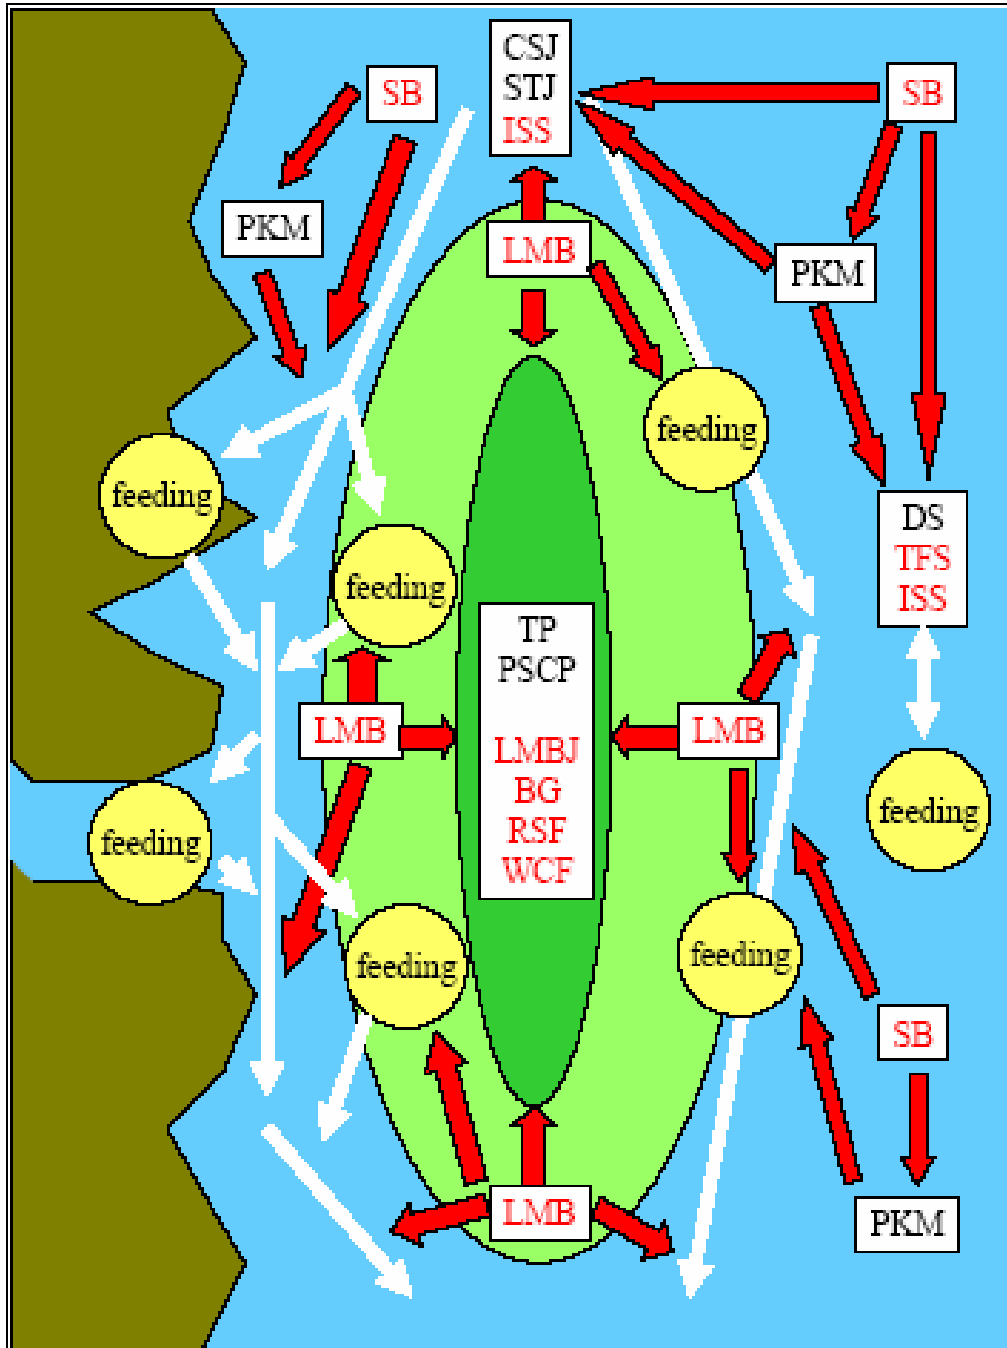 CSJ
STJ
ISS
SB
SB
PKM
LMB
PKM
feeding
feeding
DS
TFS
ISS
feeding
TP
PSCP
LMBJ
BG
RSF
WCF
LMB
LMB
feeding
feeding
feeding
feeding
SB
LMB
PKM